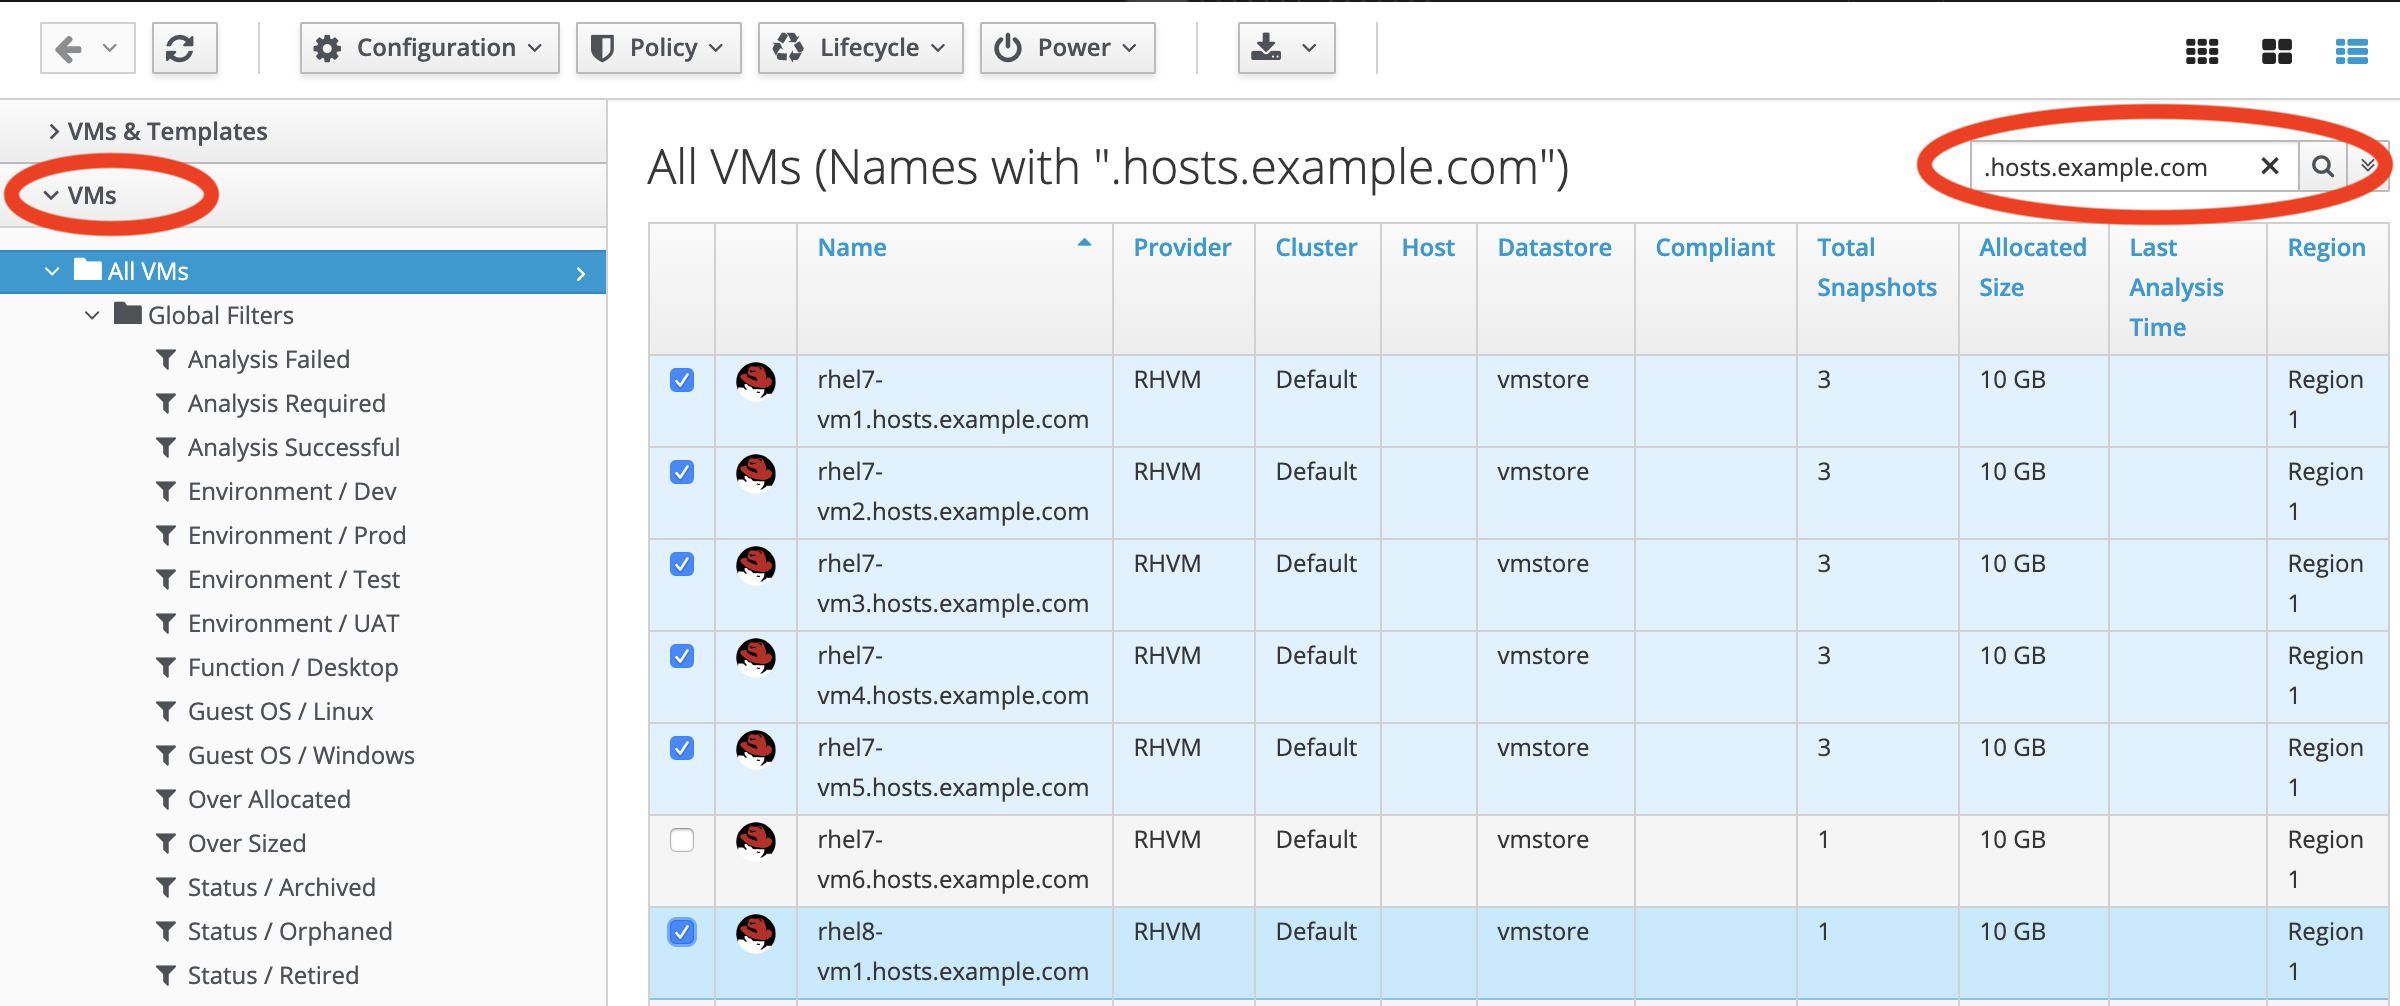 Configuration Policy Lifecycle Power
VMs & Templates
VMs
All VMs
Global Filters
Analysis Failed
Analysis Required
Analysis Successful
Environment / Dev
Environment / Prod
Environment / Test
Environment / UAT
Function / Desktop
Guest OS / Linux
Guest OS / Windows
Over Allocated
Over Sized
Status / Archived
Status / Orphaned
Status / Retired
All VMs (Names with ".hosts.example.com")
.hosts.example.com
Name Provider Cluster Host Datastore Compliant Total Allocated Last Region
Snapshots Size Analysis
Time
rhel7- RHVM Default vmstore 3 10 GB Region
vm1.hosts.example.com 1
rhel7- RHVM Default vmstore 3 10 GB Region
vm2.hosts.example.com 1
rhel7- RHVM Default vmstore 3 10 GB Region
vm3.hosts.example.com 1
rhel7- RHVM Default vmstore 3 10 GB Region
vm4.hosts.example.com 1
rhel7- RHVM Default vmstore 3 10 GB Region
vm5.hosts.example.com 1
rhel7- RHVM Default vmstore 1 10 GB Region
vm6.hosts.example.com 1
rhel8- RHVM Default vmstore 1 10 GB Region
vm1.hosts.example.com 1